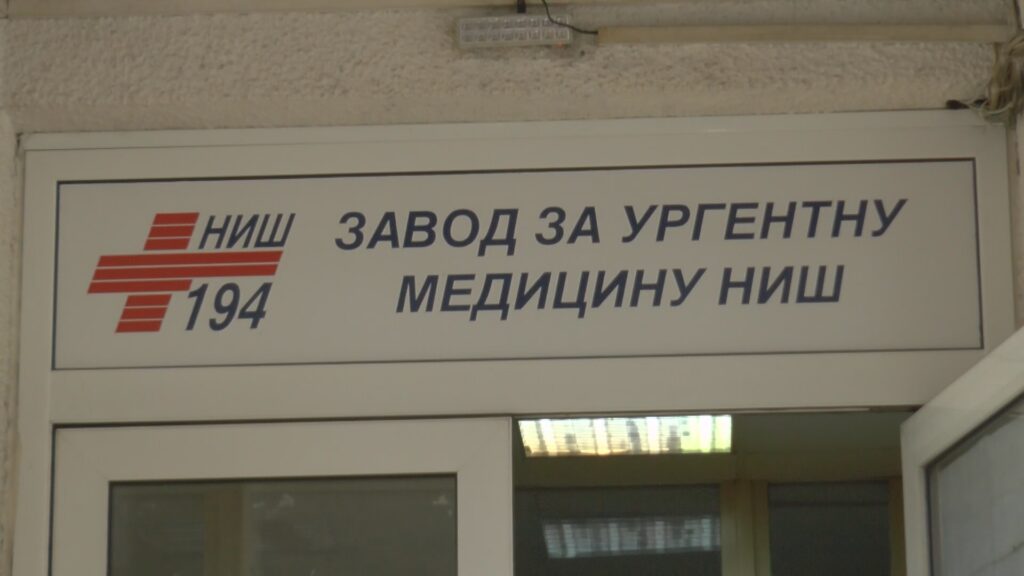 НИШ
194
ЗАВОД ЗА УРГЕНТНУ
МЕДИЦИНУ НИШ